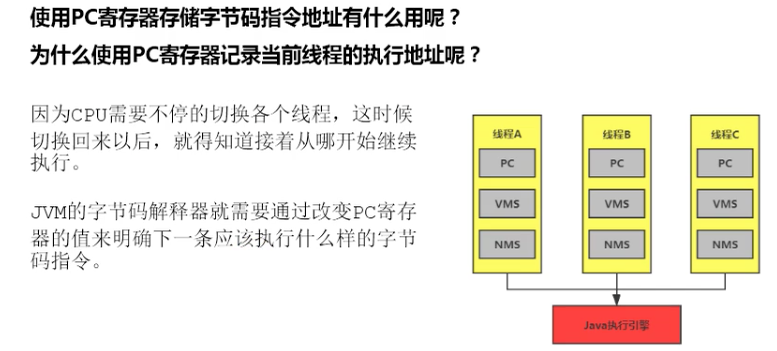 使用PC寄存器存储字节码指令地址有什么用呢？
为什么使用PC寄存器记录当前线程的执行地址呢？
因为CPU需要不停的切换各个线程，这时候
切换回来以后，就得知道接着从哪开始继续
执行。
JVM的字节码解释器就需要通过改变PC寄存
器的值来明确下一条应该执行什么样的字节
码指令。
线程A
PC
VMS
NMS
线程B
PC
VMS
NMS
线程C
PC
VMS
NMS
Java执行引擎